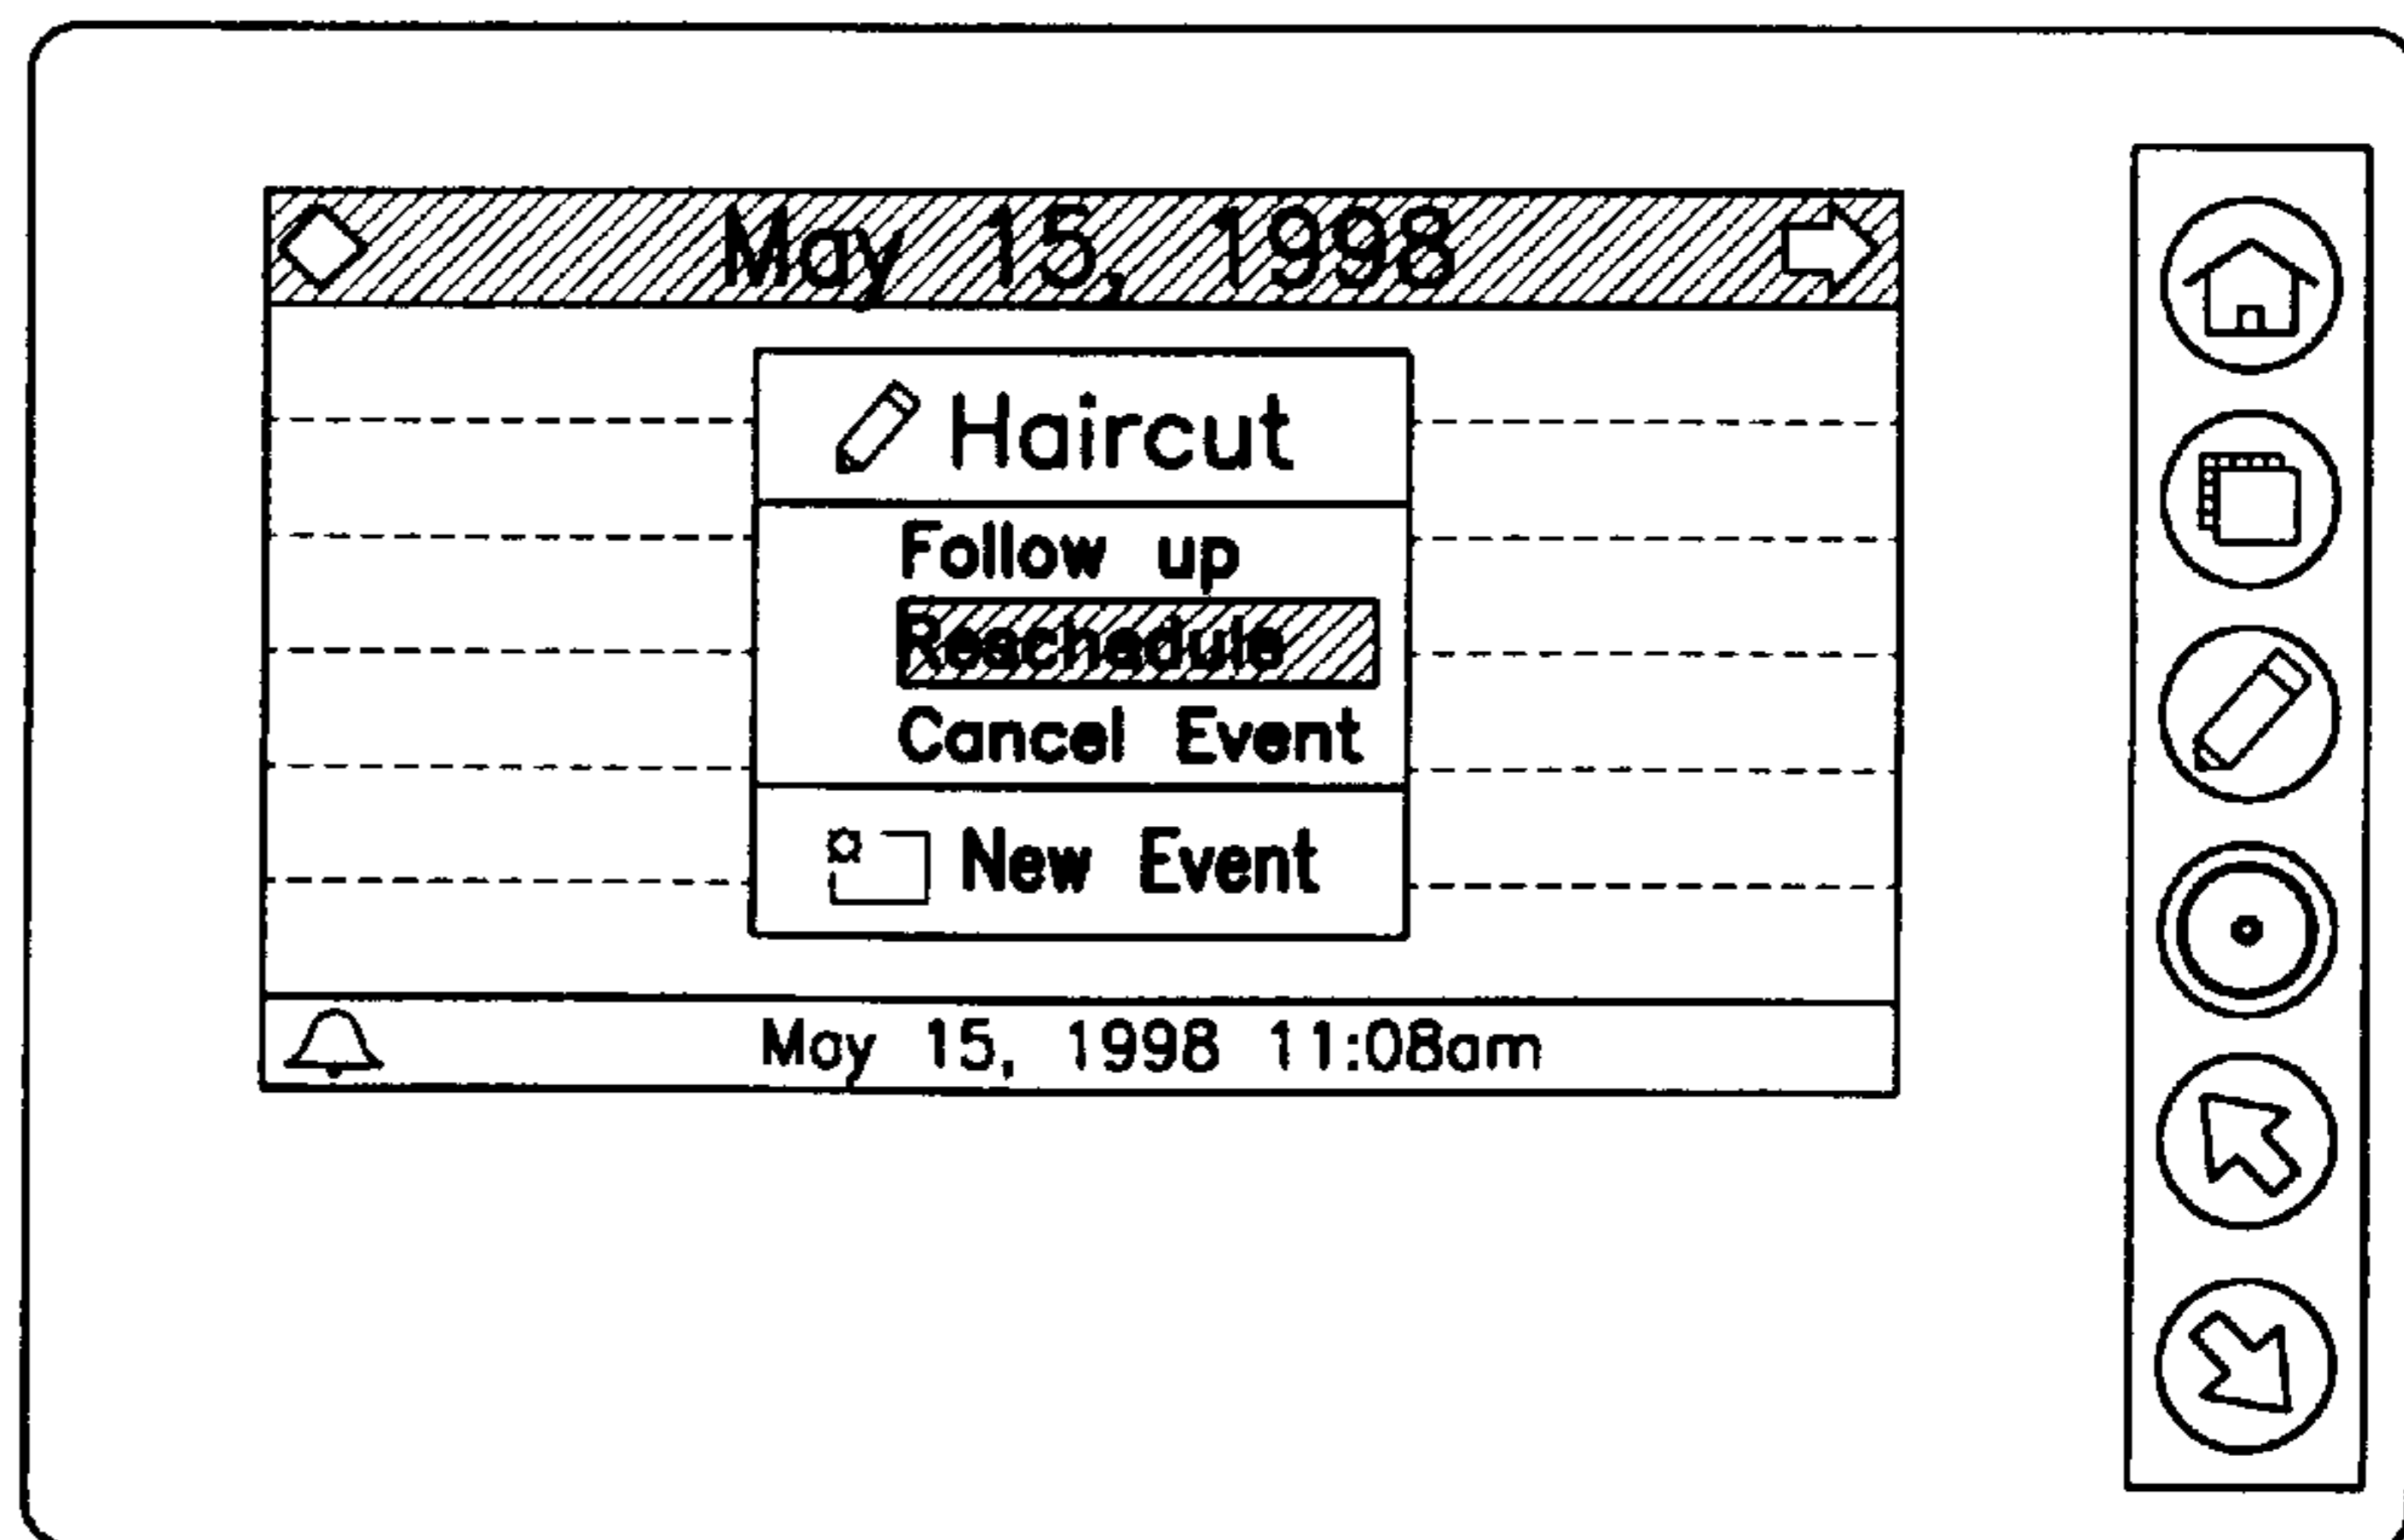 May 15, 1998
Haircut
Follow up
Reschedule
Cancel Event
New Event
May 15, 1998 11:08am